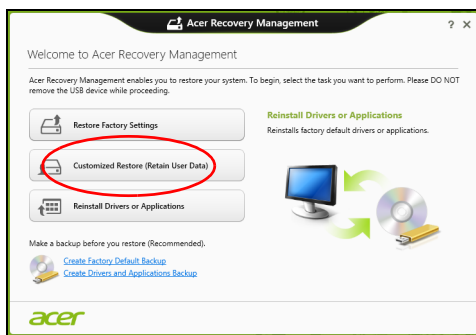 Acer Recovery Management
? X
Welcome to Acer Recovery Management
Acer Recovery Management enables you to restore your system. To begin, select the task you want to perform. Please DO NOT
remove the USB device while proceeding.
Restore Factory Settings
Customized Restore (Retain User Data)
Reinstall Drivers or Applications
Reinstall Drivers or Applications
Reinstalls factory default drivers or applications.
Make a backup before you restore (Recommended).
Create Factory Default Backup
Create Drivers and Applications Backup
acer